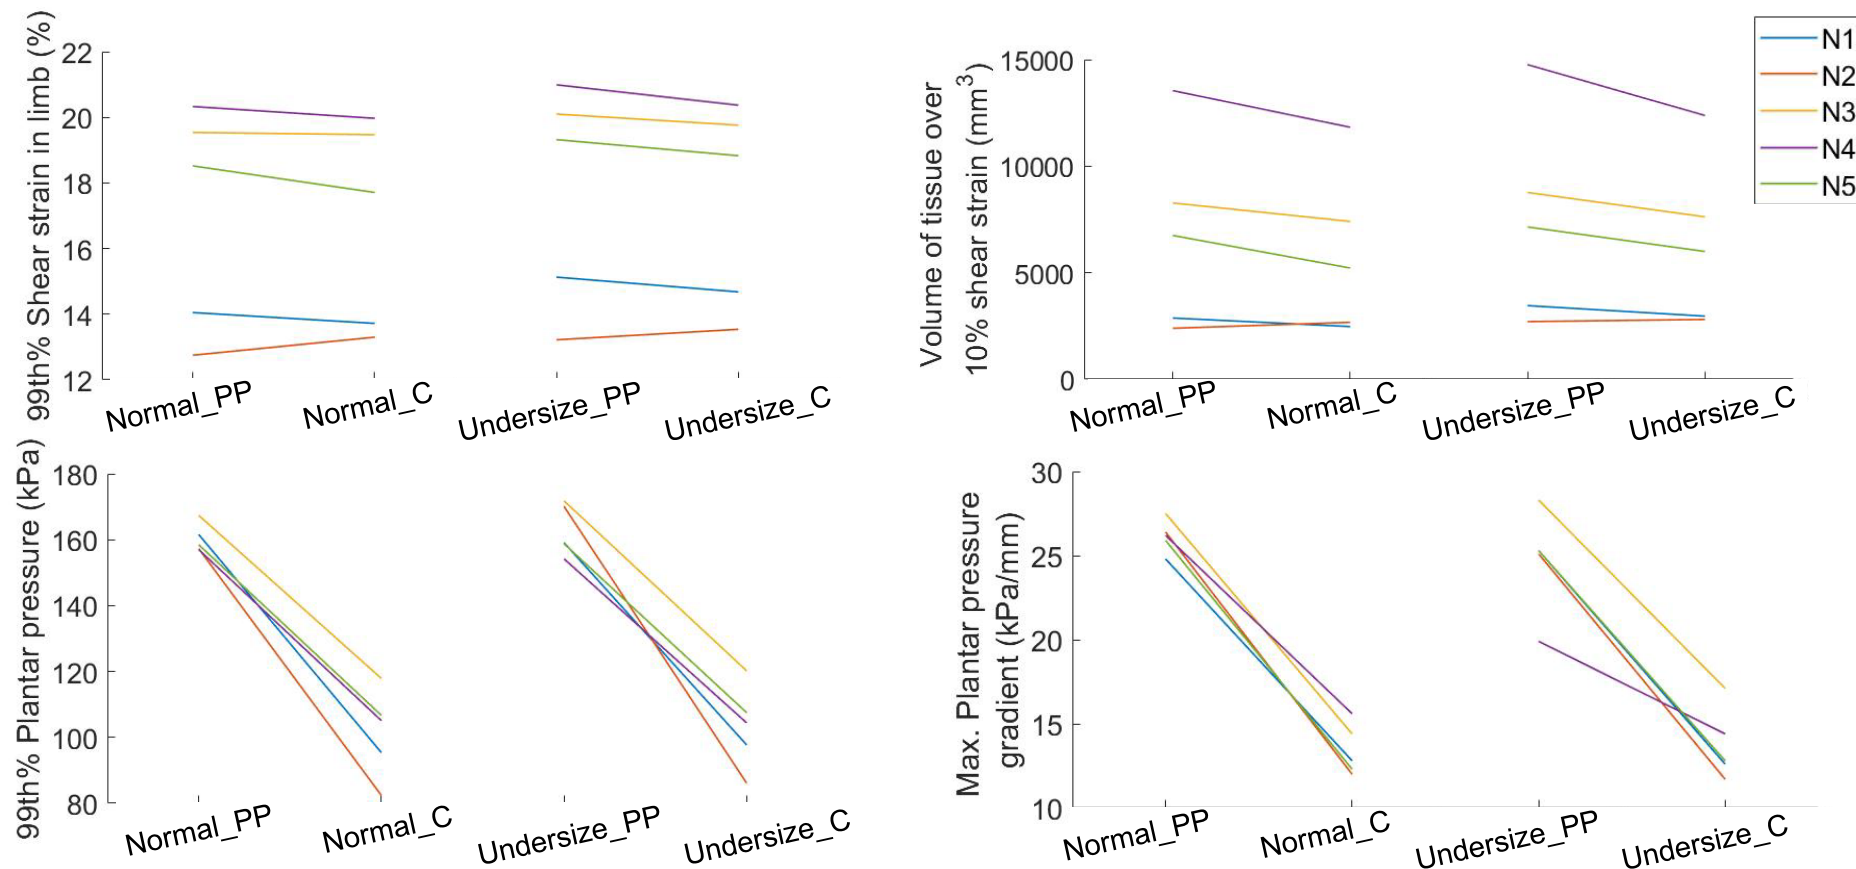 99th% Shear strain in limb (%)
22
20
18
16
14
12
Normal_PP
Normal_C
Undersize_PP
Undersize_C
Volume of tissue over
10% shear strain (mm3)
15000
10000
5000
0
Normal_PP
Normal_C
Undersize_PP
Undersize_C
N1
N2
N3
N4
N5
99th% Plantar pressure (kPa)
180
160
140
120
100
80
Normal_PP
Normal_C
Undersize_PP
Undersize_C
Max. Plantar pressure
gradient (kPa/mm)
30
25
20
15
10
Normal_PP
Normal_C
Undersize_PP
Undersize_C